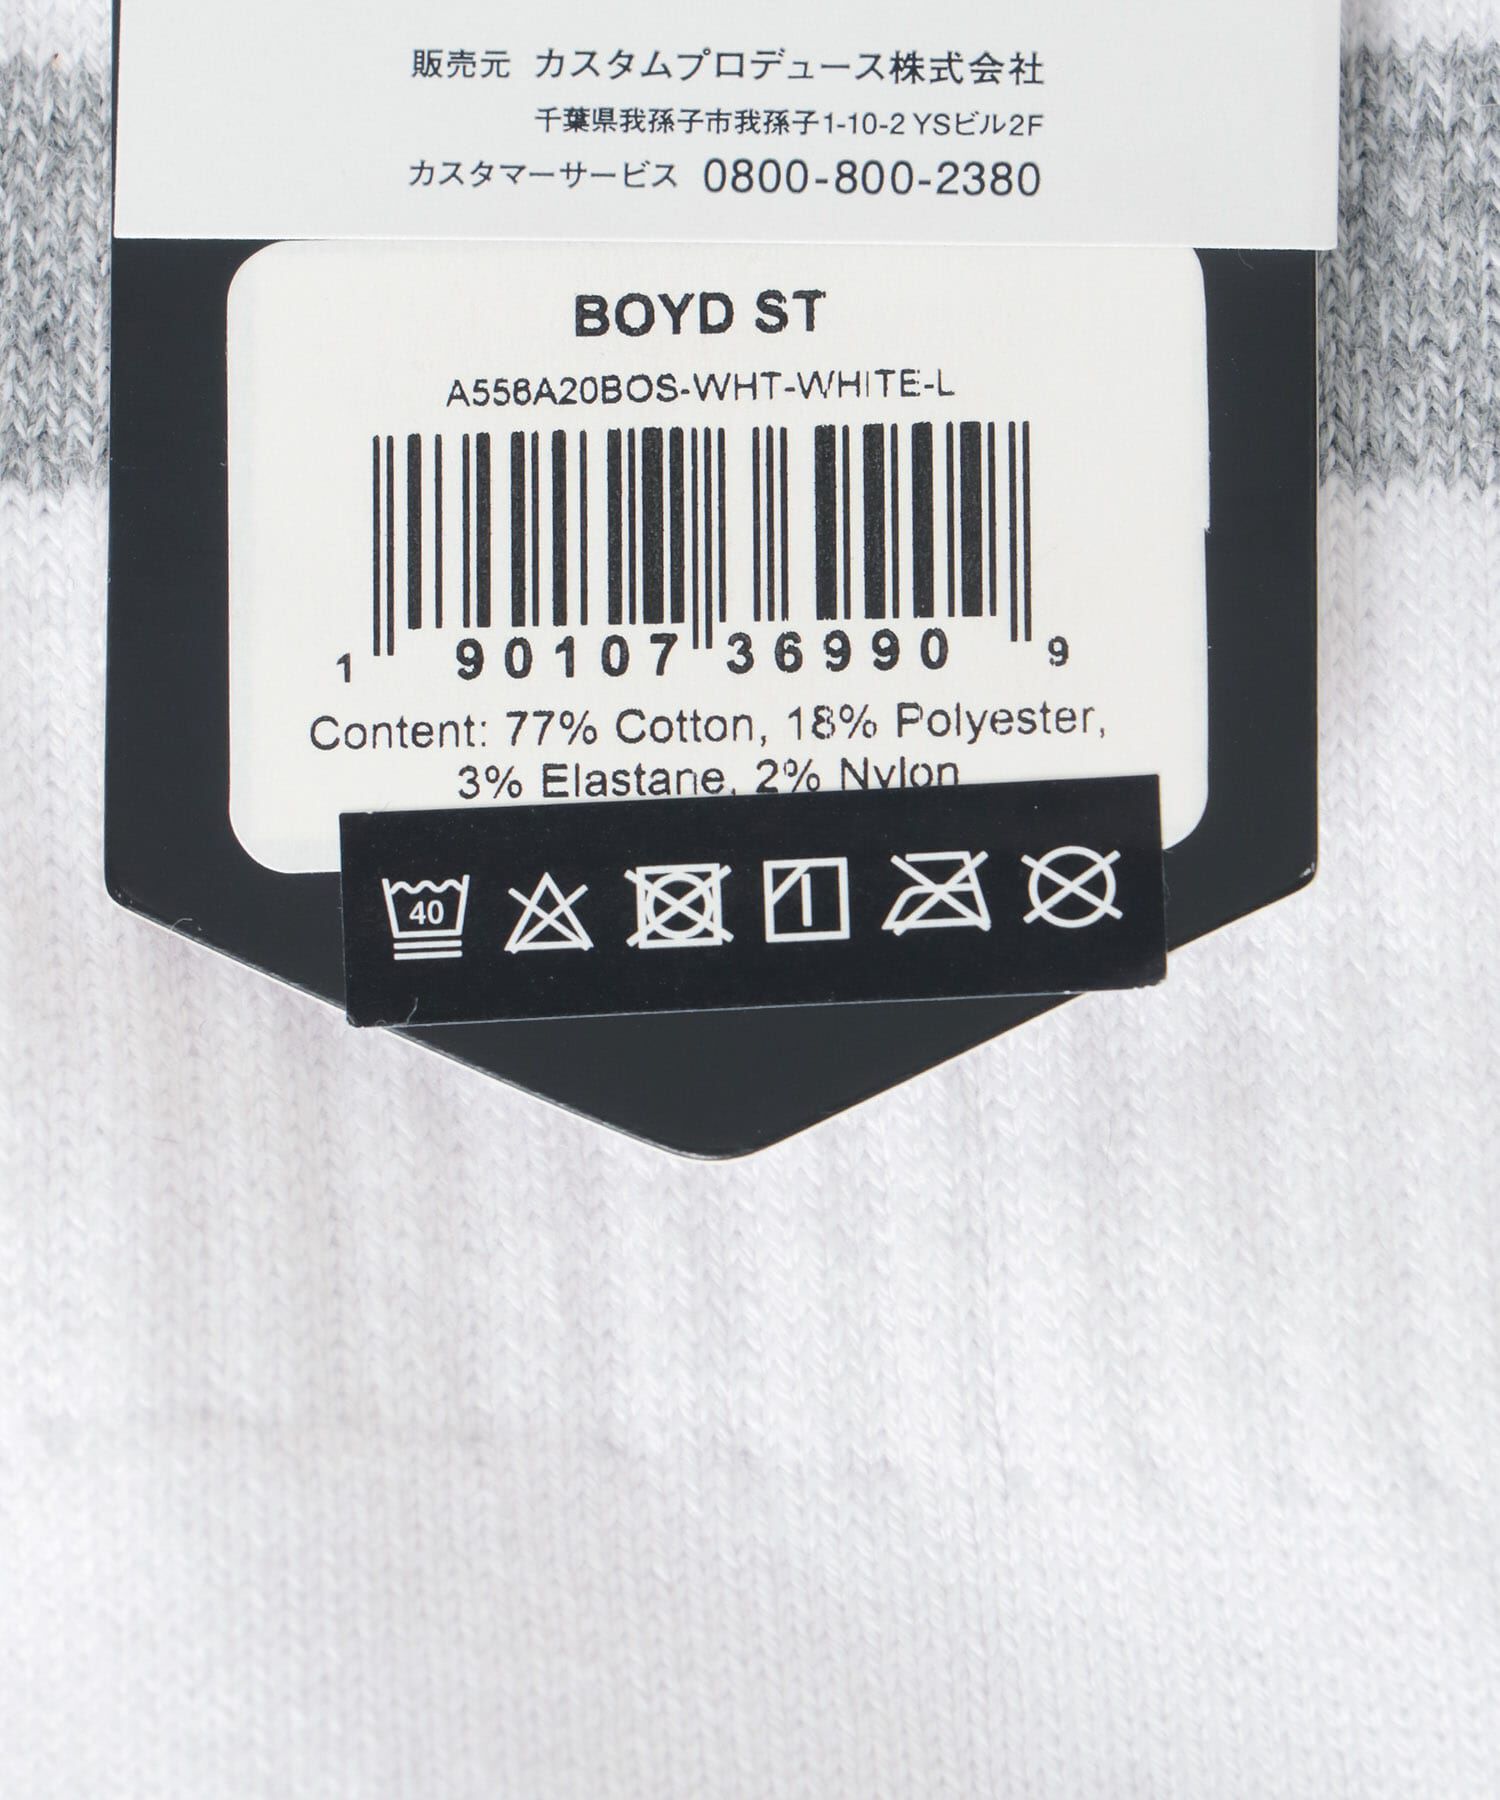 販売元 カスタムプロデュース株式会社
千葉県我孫子市我孫子1-10-2 YSビル2F
カスタマーサービス 0800-800-2380
BOYD ST
A556A20BOS-WHT-WHITE-L
1 90107 36990 9
Content: 77% Cotton, 18% Polyester,
3% Elastane, 2% Nylon
40